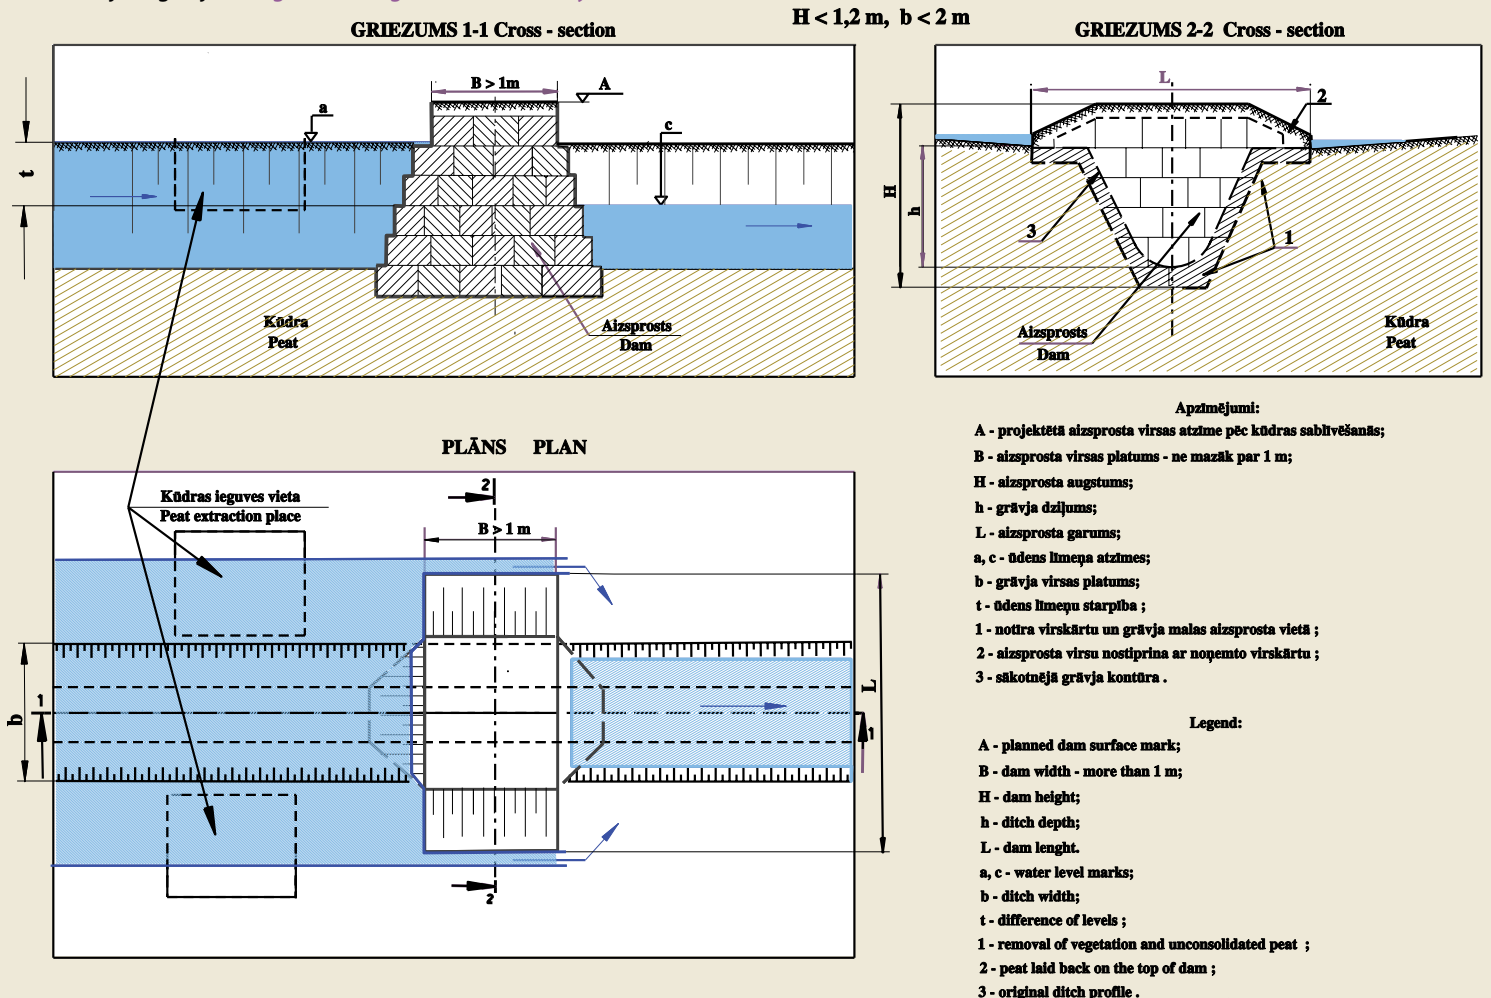 H < 1,2 m, b < 2 m
GRIEZUMS 1-1 Cross - section
B > 1m
A
a
c
t
Kūdra
Peat
Aizsprosts
Dam
GRIEZUMS 2-2 Cross - section
L
2
H
h
3
1
Aizsprosts
Dam
Kūdra
Peat
PLĀNS PLAN
2
Kūdras ieguves vieta
Peat extraction place
B > 1 m
L
1
b
1
2
Apzīmējumi:
A - projektētā aizsprosta virsas atzīme pēc kūdras sablīvēšanās;
B - aizsprosta virsas platums - ne mazāk par 1 m;
H - aizsprosta augstums;
h - grāvja dziļums;
L - aizsprosta garums;
a, c - ūdens līmeņa atzīmes;
b - grāvja virsas platums;
t - ūdens līmeņu starpība ;
1 - notīra virskārtu un grāvja malas aizsprosta vietā ;
2 - aizsprosta virsu nostiprina ar noņemto virskārtu ;
3 - sākotnējā grāvja kontūra .
Legend:
A - planned dam surface mark;
B - dam width - more than 1 m;
H - dam height;
h - ditch depth;
L - dam lenght.
a, c - water level marks;
b - ditch width;
t - difference of levels ;
1 - removal of vegetation and unconsolidated peat ;
2 - peat laid back on the top of dam ;
3 - original ditch profile .